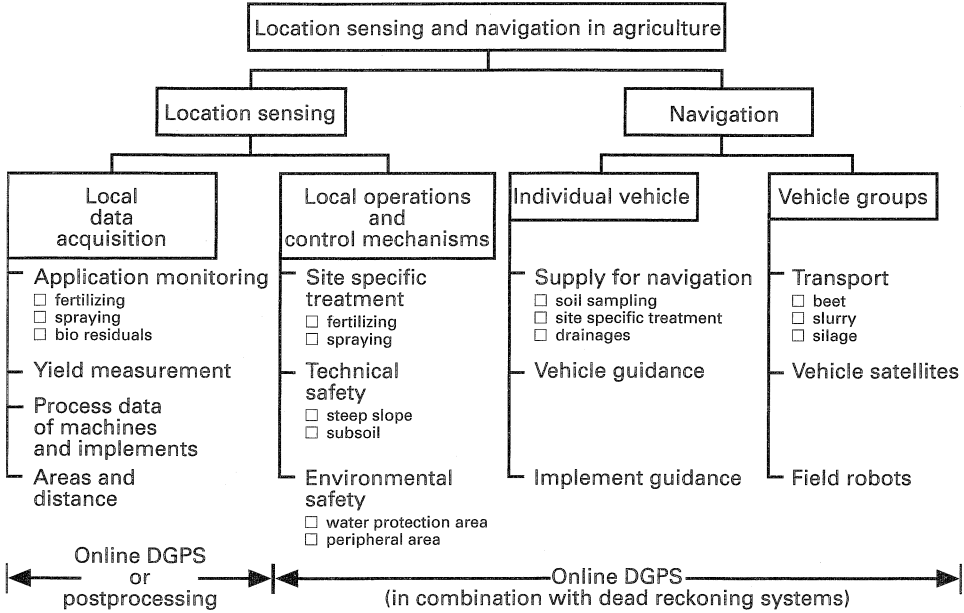 Location sensing and navigation in agriculture
Location sensing
Navigation
Local
data
acquisition
Local operations
and
control mechanisms
Individual vehicle
Vehicle groups
Application monitoring
☐ fertilizing
☐ spraying
☐ bio residuals
Yield measurement
Process data
of machines
and implements
Areas and
distance
Site specific
treatment
☐ fertilizing
☐ spraying
Technical
safety
☐ steep slope
☐ subsoil
Environmental
safety
☐ water protection area
☐ peripheral area
Supply for navigation
☐ soil sampling
☐ site specific treatment
☐ drainages
Vehicle guidance
Implement guidance
Transport
☐ beet
☐ slurry
☐ silage
Vehicle satellites
Field robots
Online DGPS
or
postprocessing
Online DGPS
(in combination with dead reckoning systems)